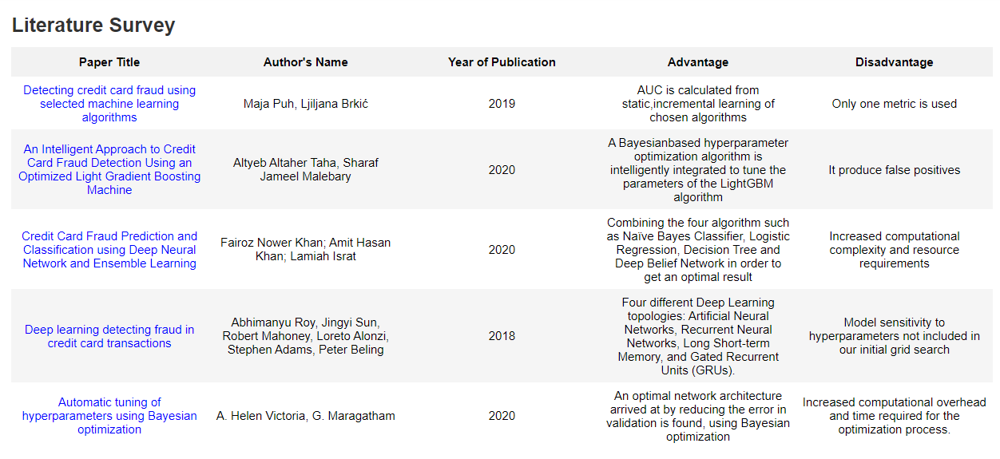 Literature Survey
Paper Title
Author's Name
Year of Publication
Advantage
Disadvantage
Detecting credit card fraud using
selected machine learning
algorithms
Maja Puh, Ljiljana Brkić
2019
AUC is calculated from
static,incremental learning of
chosen algorithms
Only one metric is used
An Intelligent Approach to Credit
Card Fraud Detection Using an
Optimized Light Gradient Boosting
Machine
Altyeb Altaher Taha, Sharaf
Jameel Malebary
2020
A Bayesianbased hyperparameter
optimization algorithm is
intelligently integrated to tune the
parameters of the LightGBM
algorithm
It produce false positives
Credit Card Fraud Prediction and
Classification using Deep Neural
Network and Ensemble Learning
Fairoz Nower Khan; Amit Hasan
Khan; Lamiah Israt
2020
Combining the four algorithm such
as Naïve Bayes Classifier, Logistic
Regression, Decision Tree and
Deep Belief Network in order to
get an optimal result
Increased computational
complexity and resource
requirements
Deep learning detecting fraud in
credit card transactions
Abhimanyu Roy, Jingyi Sun,
Robert Mahoney, Loreto Alonzi,
Stephen Adams, Peter Beling
2018
Four different Deep Learning
topologies: Artificial Neural
Networks, Recurrent Neural
Networks, Long Short-term
Memory, and Gated Recurrent
Units (GRUs).
Model sensitivity to
hyperparameters not included in
our initial grid search
Automatic tuning of
hyperparameters using Bayesian
optimization
A. Helen Victoria, G. Maragatham
2020
An optimal network architecture
arrived at by reducing the error in
validation is found, using Bayesian
optimization
Increased computational overhead
and time required for the
optimization process.